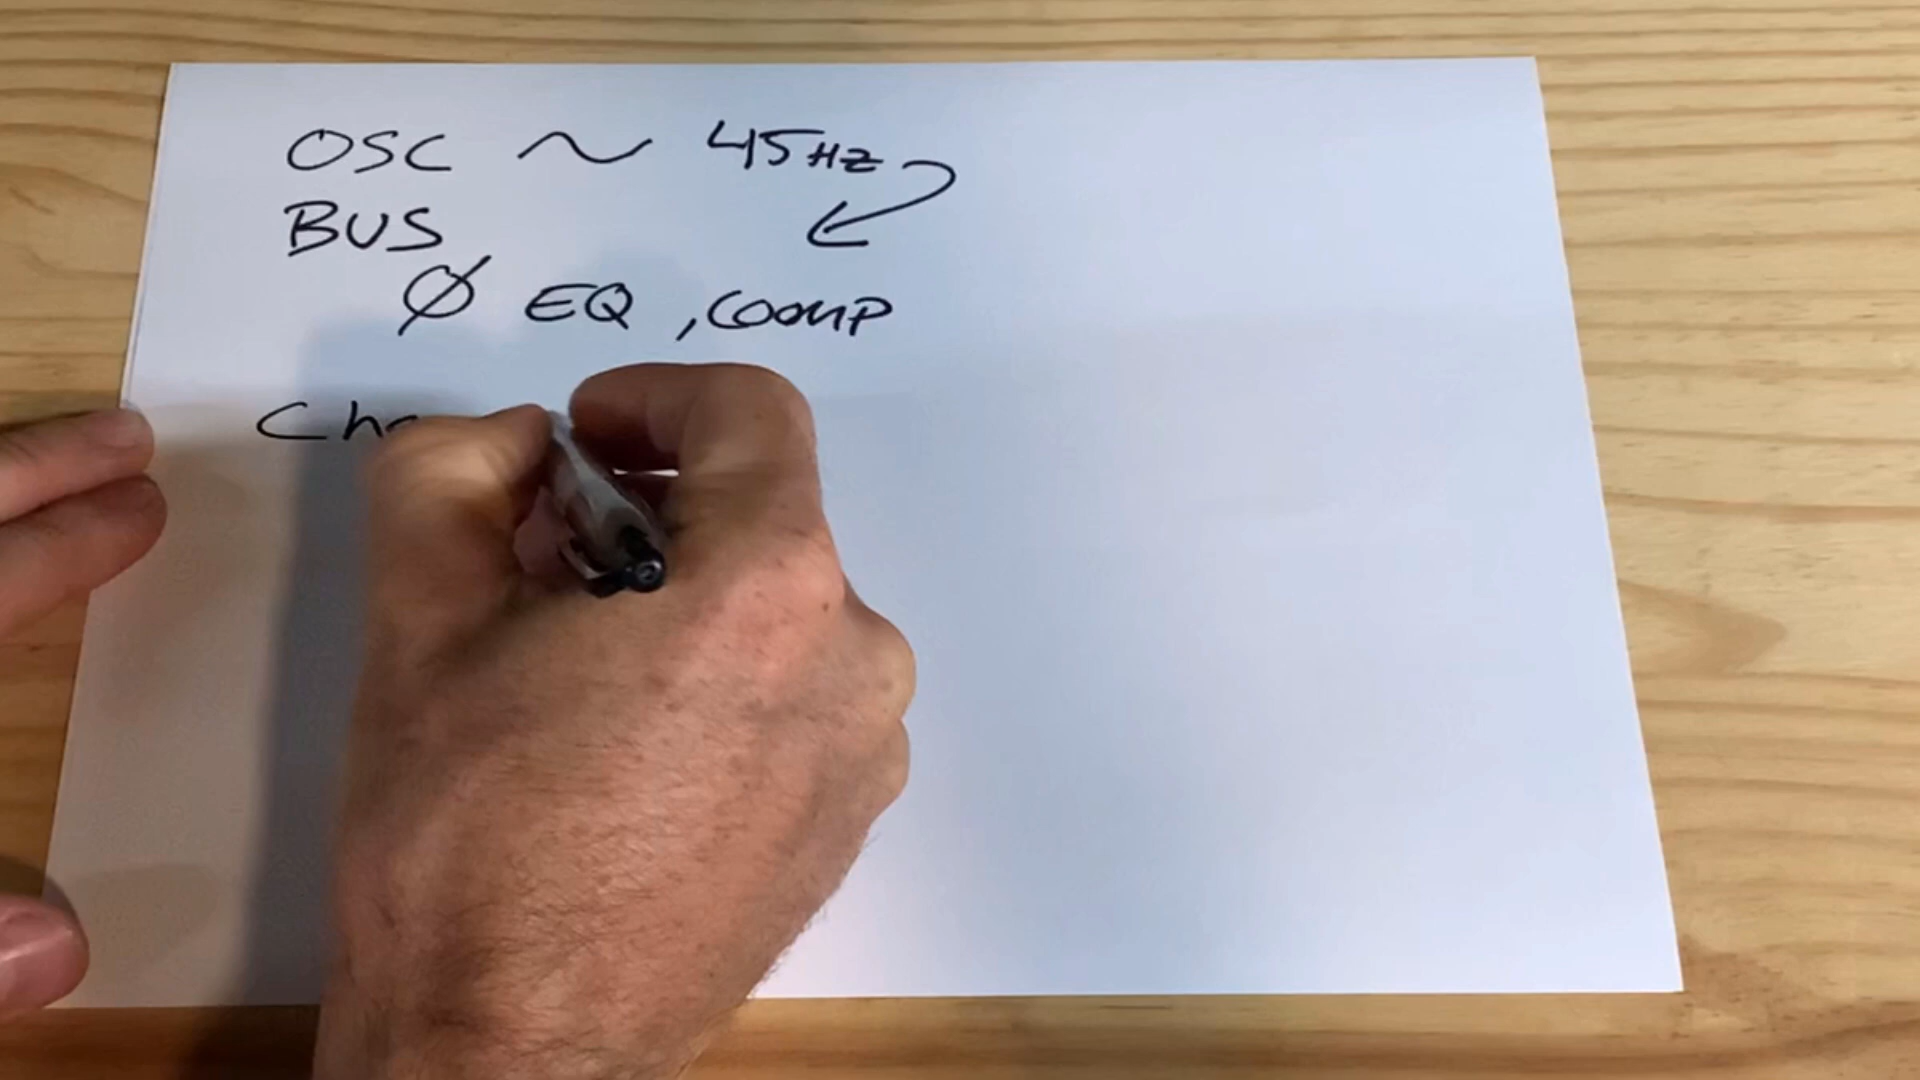 OSC ~ 45HZ
BUS
Ø EQ, COMP